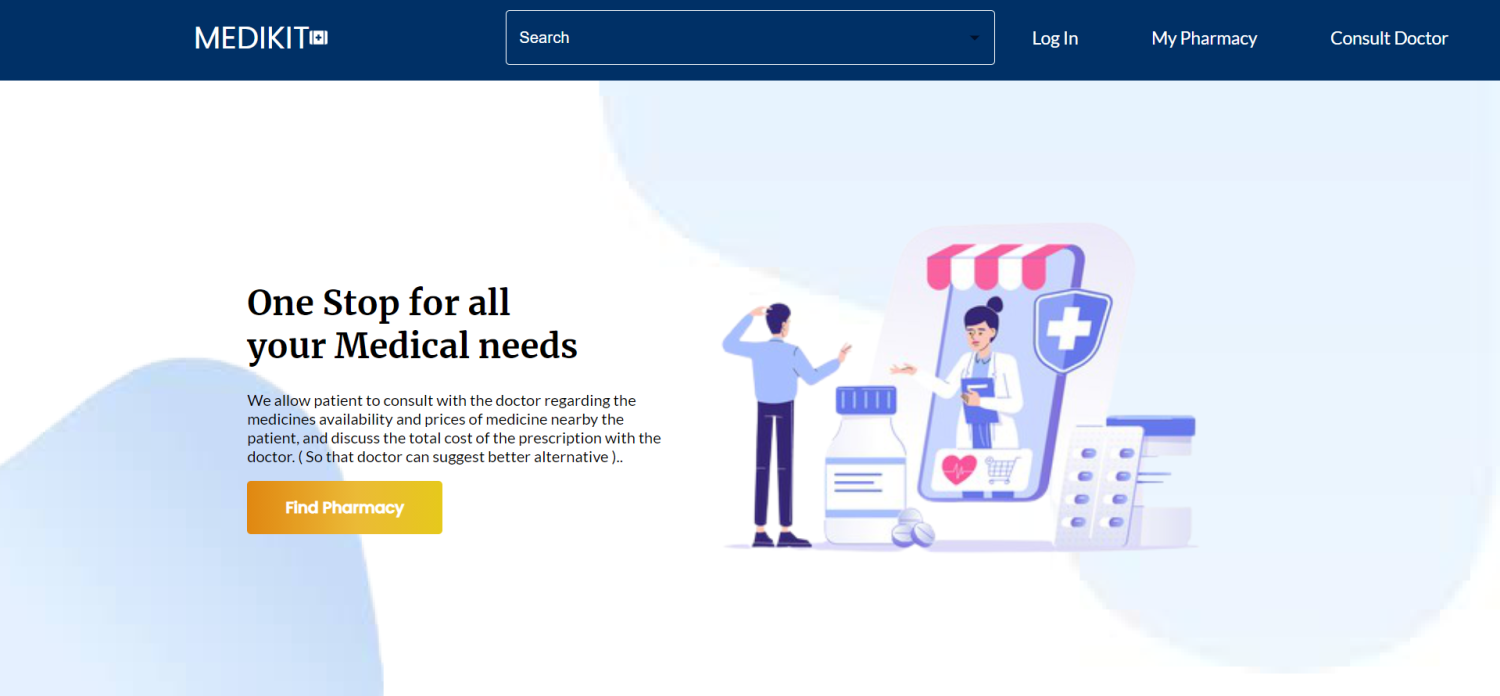 MEDIKIT
Search
Log In
My Pharmacy
Consult Doctor
One Stop for all
your Medical needs
We allow patient to consult with the doctor regarding the
medicines availability and prices of medicine nearby the
patient, and discuss the total cost of the prescription with the
doctor. ( So that doctor can suggest better alternative )..
Find Pharmacy